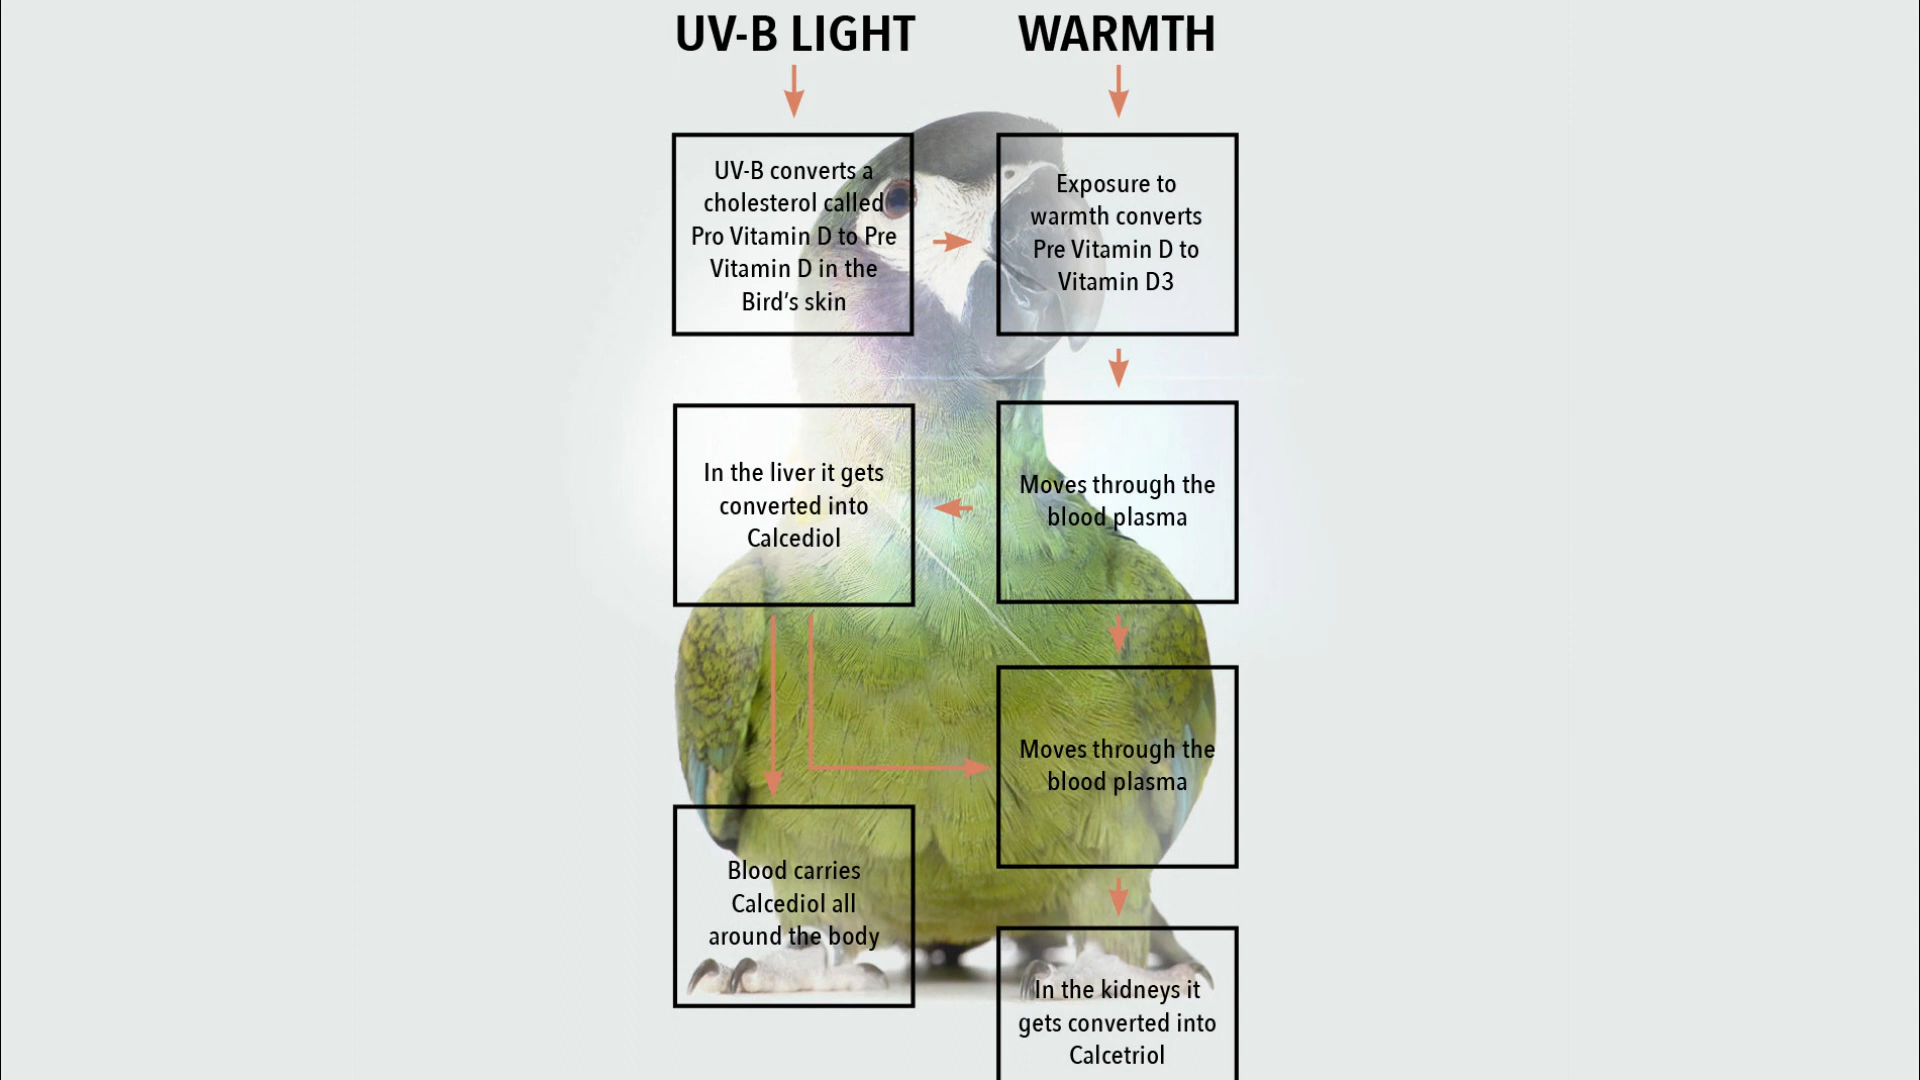 UV-B LIGHT
WARMTH
UV-B converts a
cholesterol called
Pro Vitamin D to Pre
Vitamin D in the
Bird's skin
Exposure to
warmth converts
Pre Vitamin D to
Vitamin D3
In the liver it gets
converted into
Calcediol
Moves through the
blood plasma
Moves through the
blood plasma
Blood carries
Calcediol all
around the body
In the kidneys it
gets converted into
Calcetriol